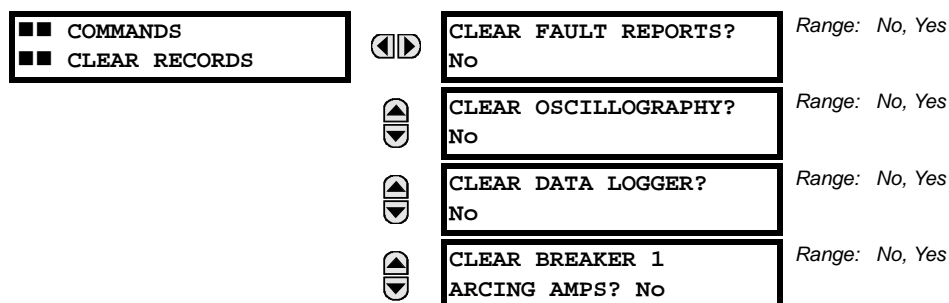 COMMANDS
CLEAR RECORDS
CLEAR FAULT REPORTS?
No
Range: No, Yes
CLEAR OSCILLOGRAPHY?
No
Range: No, Yes
CLEAR DATA LOGGER?
No
Range: No, Yes
CLEAR BREAKER 1
ARCING AMPS? No
Range: No, Yes